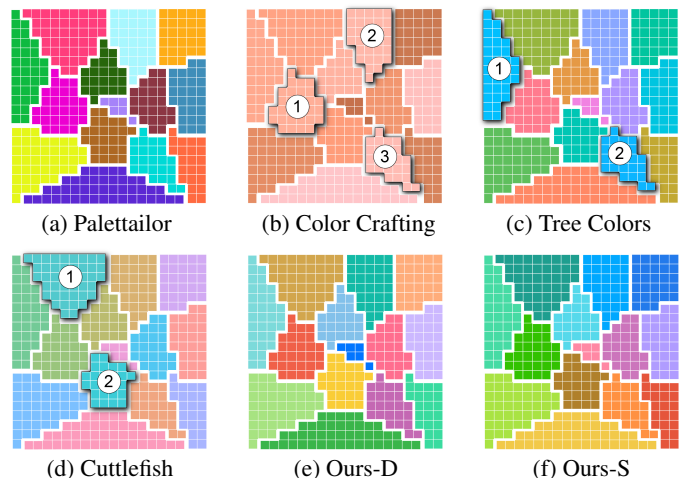 2
1
3
1
2
(a) Palettailor
(b) Color Crafting
(c) Tree Colors
1
2
(d) Cuttlefish
(e) Ours-D
(f) Ours-S